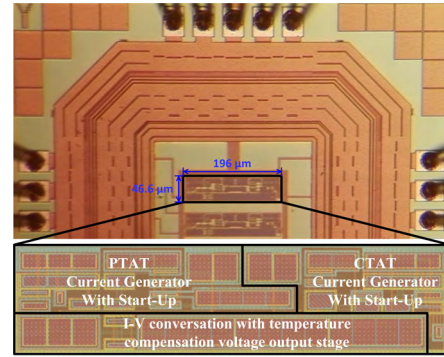 196 μm
46.6 μm
PTAT
Current Generator
With Start-Up
CTAT
Current Generator
With Start-Up
I-V conversation with temperature
compensation voltage output stage